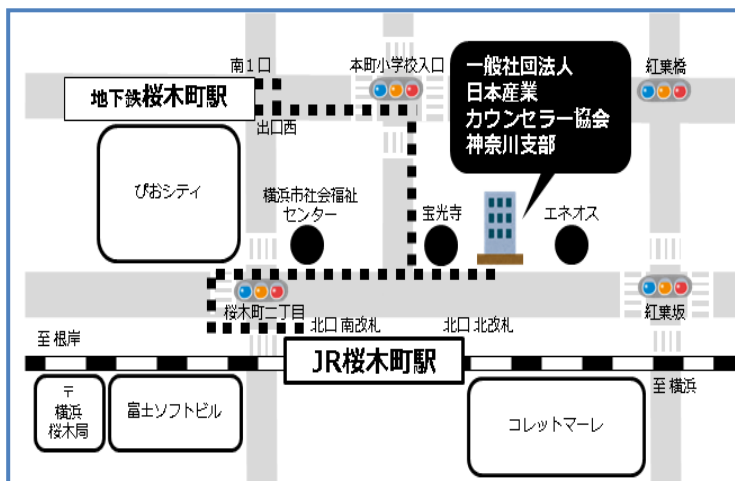 南１口
本町小学校入口
一般社団法人
日本産業
カウンセラー協会
神奈川支部
紅葉橋
地下鉄桜木町駅
出口西
ぴおシティ
横浜市社会福祉
センター
宝光寺
エネオス
桜木町二丁目
北口 南改札
北口 北改札
紅葉坂
至 根岸
JR桜木町駅
至 横浜
〒
横浜
桜木局
富士ソフトビル
コレットマーレ